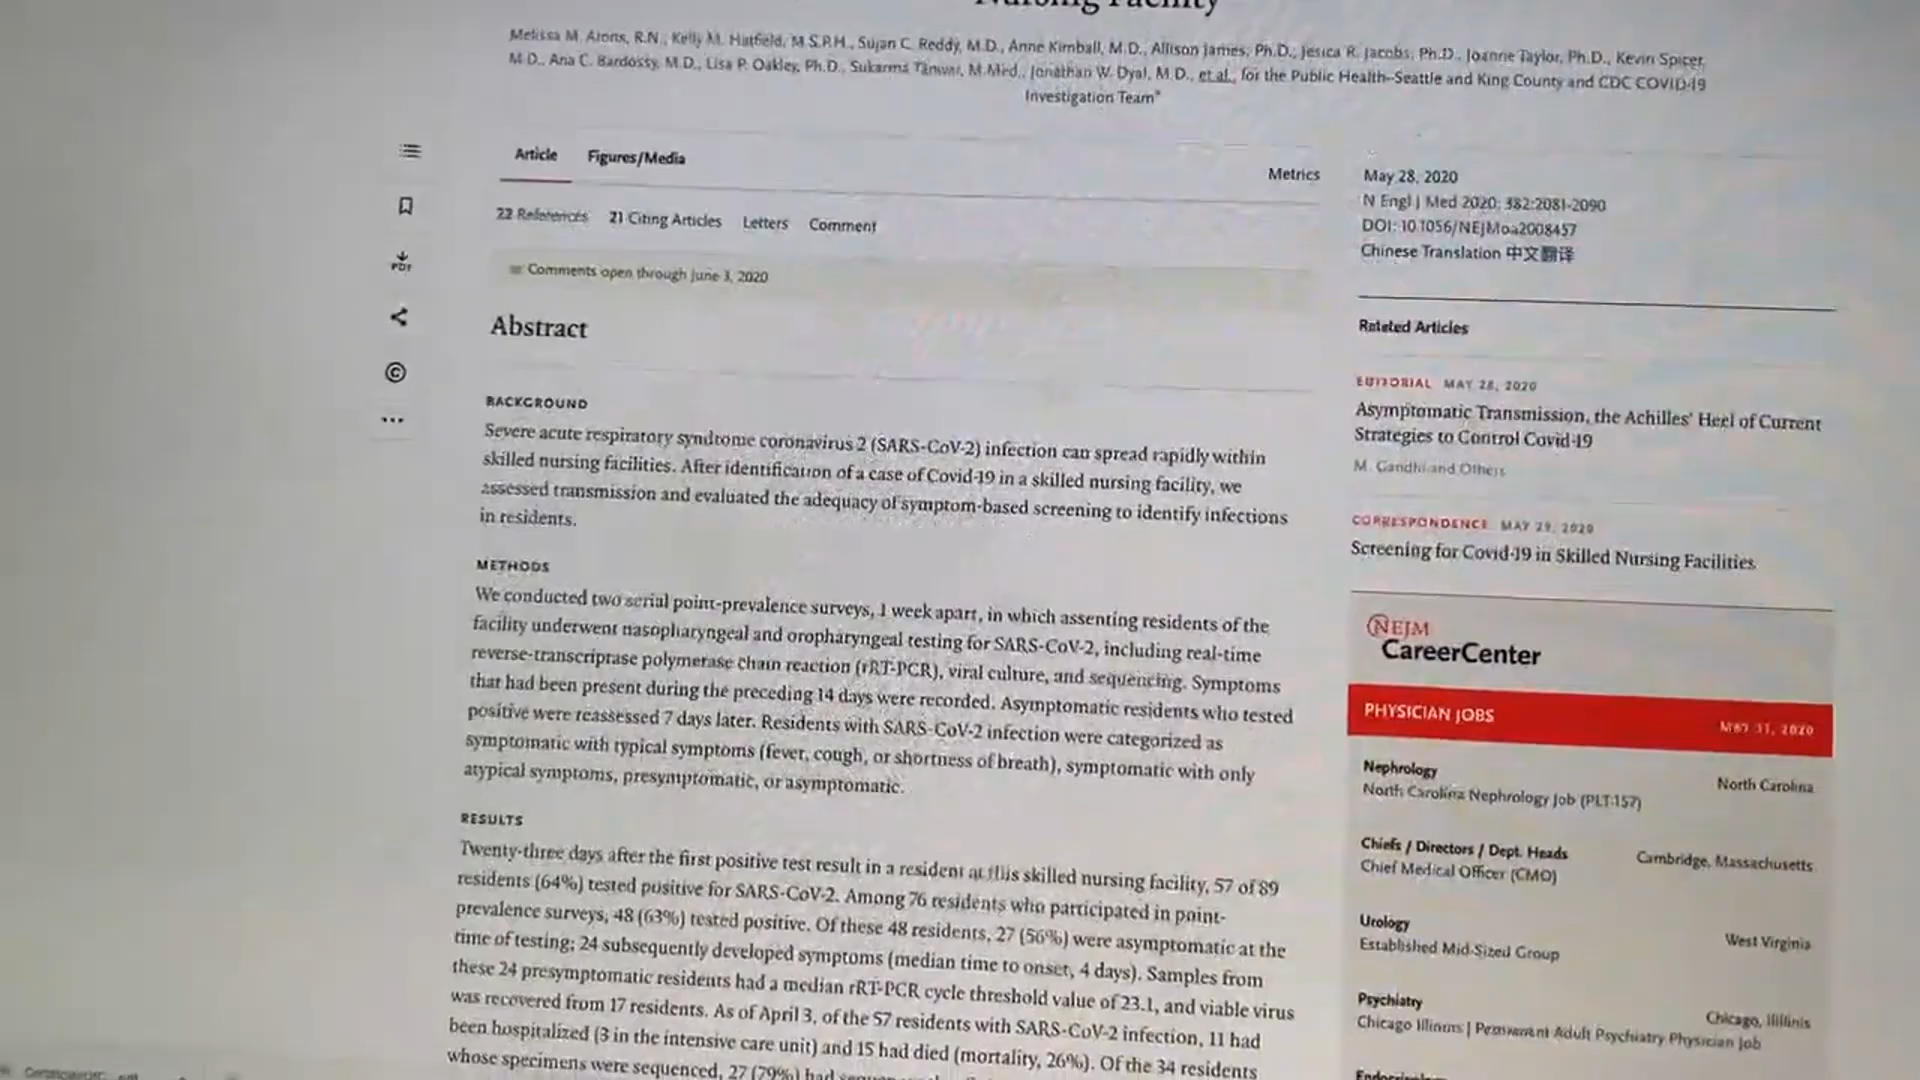 Nursing Facility
Melissa M. Arons, R.N., Kelly M. Hatfield, M.S.P.H., Sujan C. Reddy, M.D., Anne Kimball, M.D., Allison James, Ph.D., Jesica R. Jacobs, Ph.D., Joanne Taylor, Ph.D., Kevin Spicer,
M.D., Ana C. Bardossy, M.D., Lisa P. Oakley, Ph.D., Sukarma Tanwar, M.Med., Jonathan W. Dyal, M.D., et al., for the Public Health–Seattle and King County and CDC COVID-19
Investigation Team*
Article Figures/Media
Metrics
22 References 21 Citing Articles Letters Comment
Comments open through June 3, 2020
PDF
Abstract
BACKGROUND
Severe acute respiratory syndrome coronavirus 2 (SARS-CoV-2) infection can spread rapidly within
skilled nursing facilities. After identification of a case of Covid-19 in a skilled nursing facility, we
assessed transmission and evaluated the adequacy of symptom-based screening to identify infections
in residents.
METHODS
We conducted two serial point-prevalence surveys, 1 week apart, in which assenting residents of the
facility underwent nasopharyngeal and oropharyngeal testing for SARS-CoV-2, including real-time
reverse-transcriptase polymerase chain reaction (rRT-PCR), viral culture, and sequencing. Symptoms
that had been present during the preceding 14 days were recorded. Asymptomatic residents who tested
positive were reassessed 7 days later. Residents with SARS-CoV-2 infection were categorized as
symptomatic with typical symptoms (fever, cough, or shortness of breath), symptomatic with only
atypical symptoms, presymptomatic, or asymptomatic.
RESULTS
Twenty-three days after the first positive test result in a resident at this skilled nursing facility, 57 of 89
residents (64%) tested positive for SARS-CoV-2. Among 76 residents who participated in point-
prevalence surveys, 48 (63%) tested positive. Of these 48 residents, 27 (56%) were asymptomatic at the
time of testing; 24 subsequently developed symptoms (median time to onset, 4 days). Samples from
these 24 presymptomatic residents had a median rRT-PCR cycle threshold value of 23.1, and viable virus
was recovered from 17 residents. As of April 3, of the 57 residents with SARS-CoV-2 infection, 11 had
been hospitalized (3 in the intensive care unit) and 15 had died (mortality, 26%). Of the 34 residents
whose specimens were sequenced, 27 (79%) had
May 28, 2020
N Engl J Med 2020; 382:2081-2090
DOI: 10.1056/NEJMoa2008457
Chinese Translation 中文翻译
Related Articles
EDITORIAL MAY 28, 2020
Asymptomatic Transmission, the Achilles' Heel of Current
Strategies to Control Covid-19
M. Gandhi and Others
CORRESPONDENCE MAY 29, 2020
Screening for Covid-19 in Skilled Nursing Facilities
NEJM
CareerCenter
PHYSICIAN JOBS MAY 31, 2020
Nephrology North Carolina
North Carolina Nephrology Job (PLT-157)
Chiefs / Directors / Dept. Heads Cambridge, Massachusetts
Chief Medical Officer (CMO)
Urology West Virginia
Established Mid-Sized Group
Psychiatry Chicago, Illinois
Chicago Illinois | Permanent Adult Psychiatry Physician Job